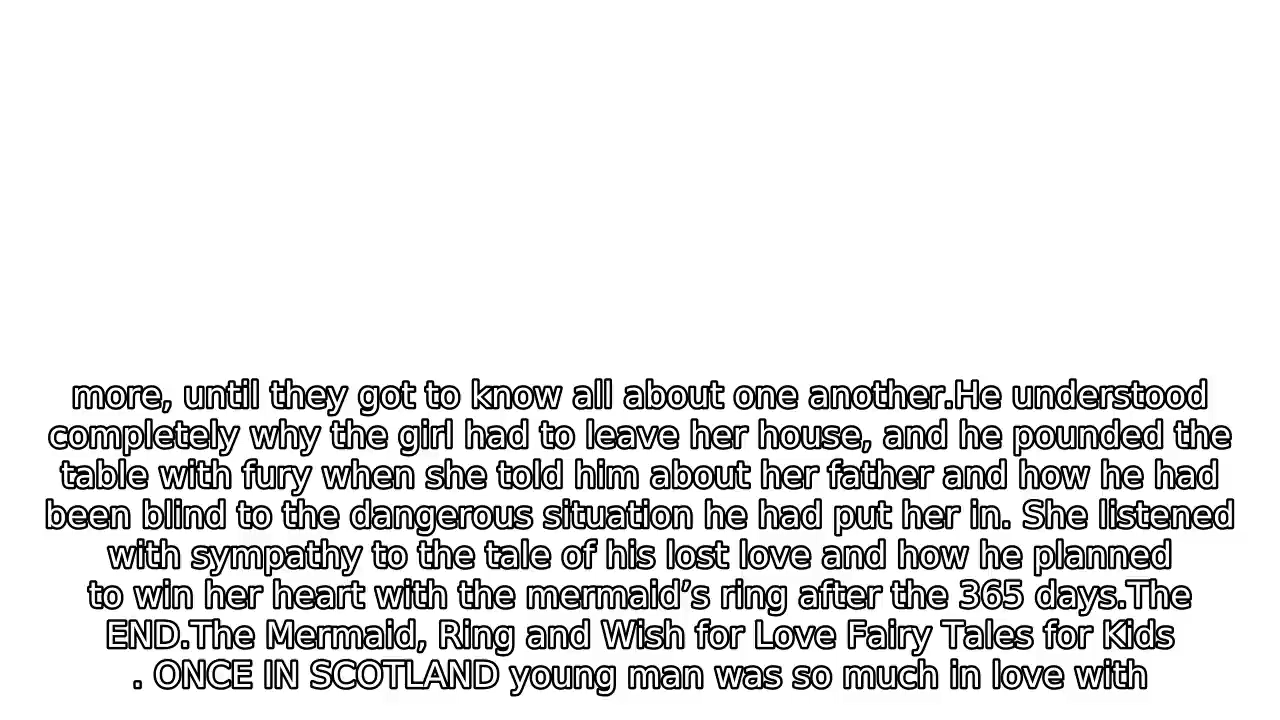 more, until they got to know all about one another.He understood
completely why the girl had to leave her house, and he pounded the
table with fury when she told him about her father and how he had
been blind to the dangerous situation he had put her in. She listened
with sympathy to the tale of his lost love and how he planned
to win her heart with the mermaid’s ring after the 365 days.The
END.The Mermaid, Ring and Wish for Love Fairy Tales for Kids
. ONCE IN SCOTLAND young man was so much in love with